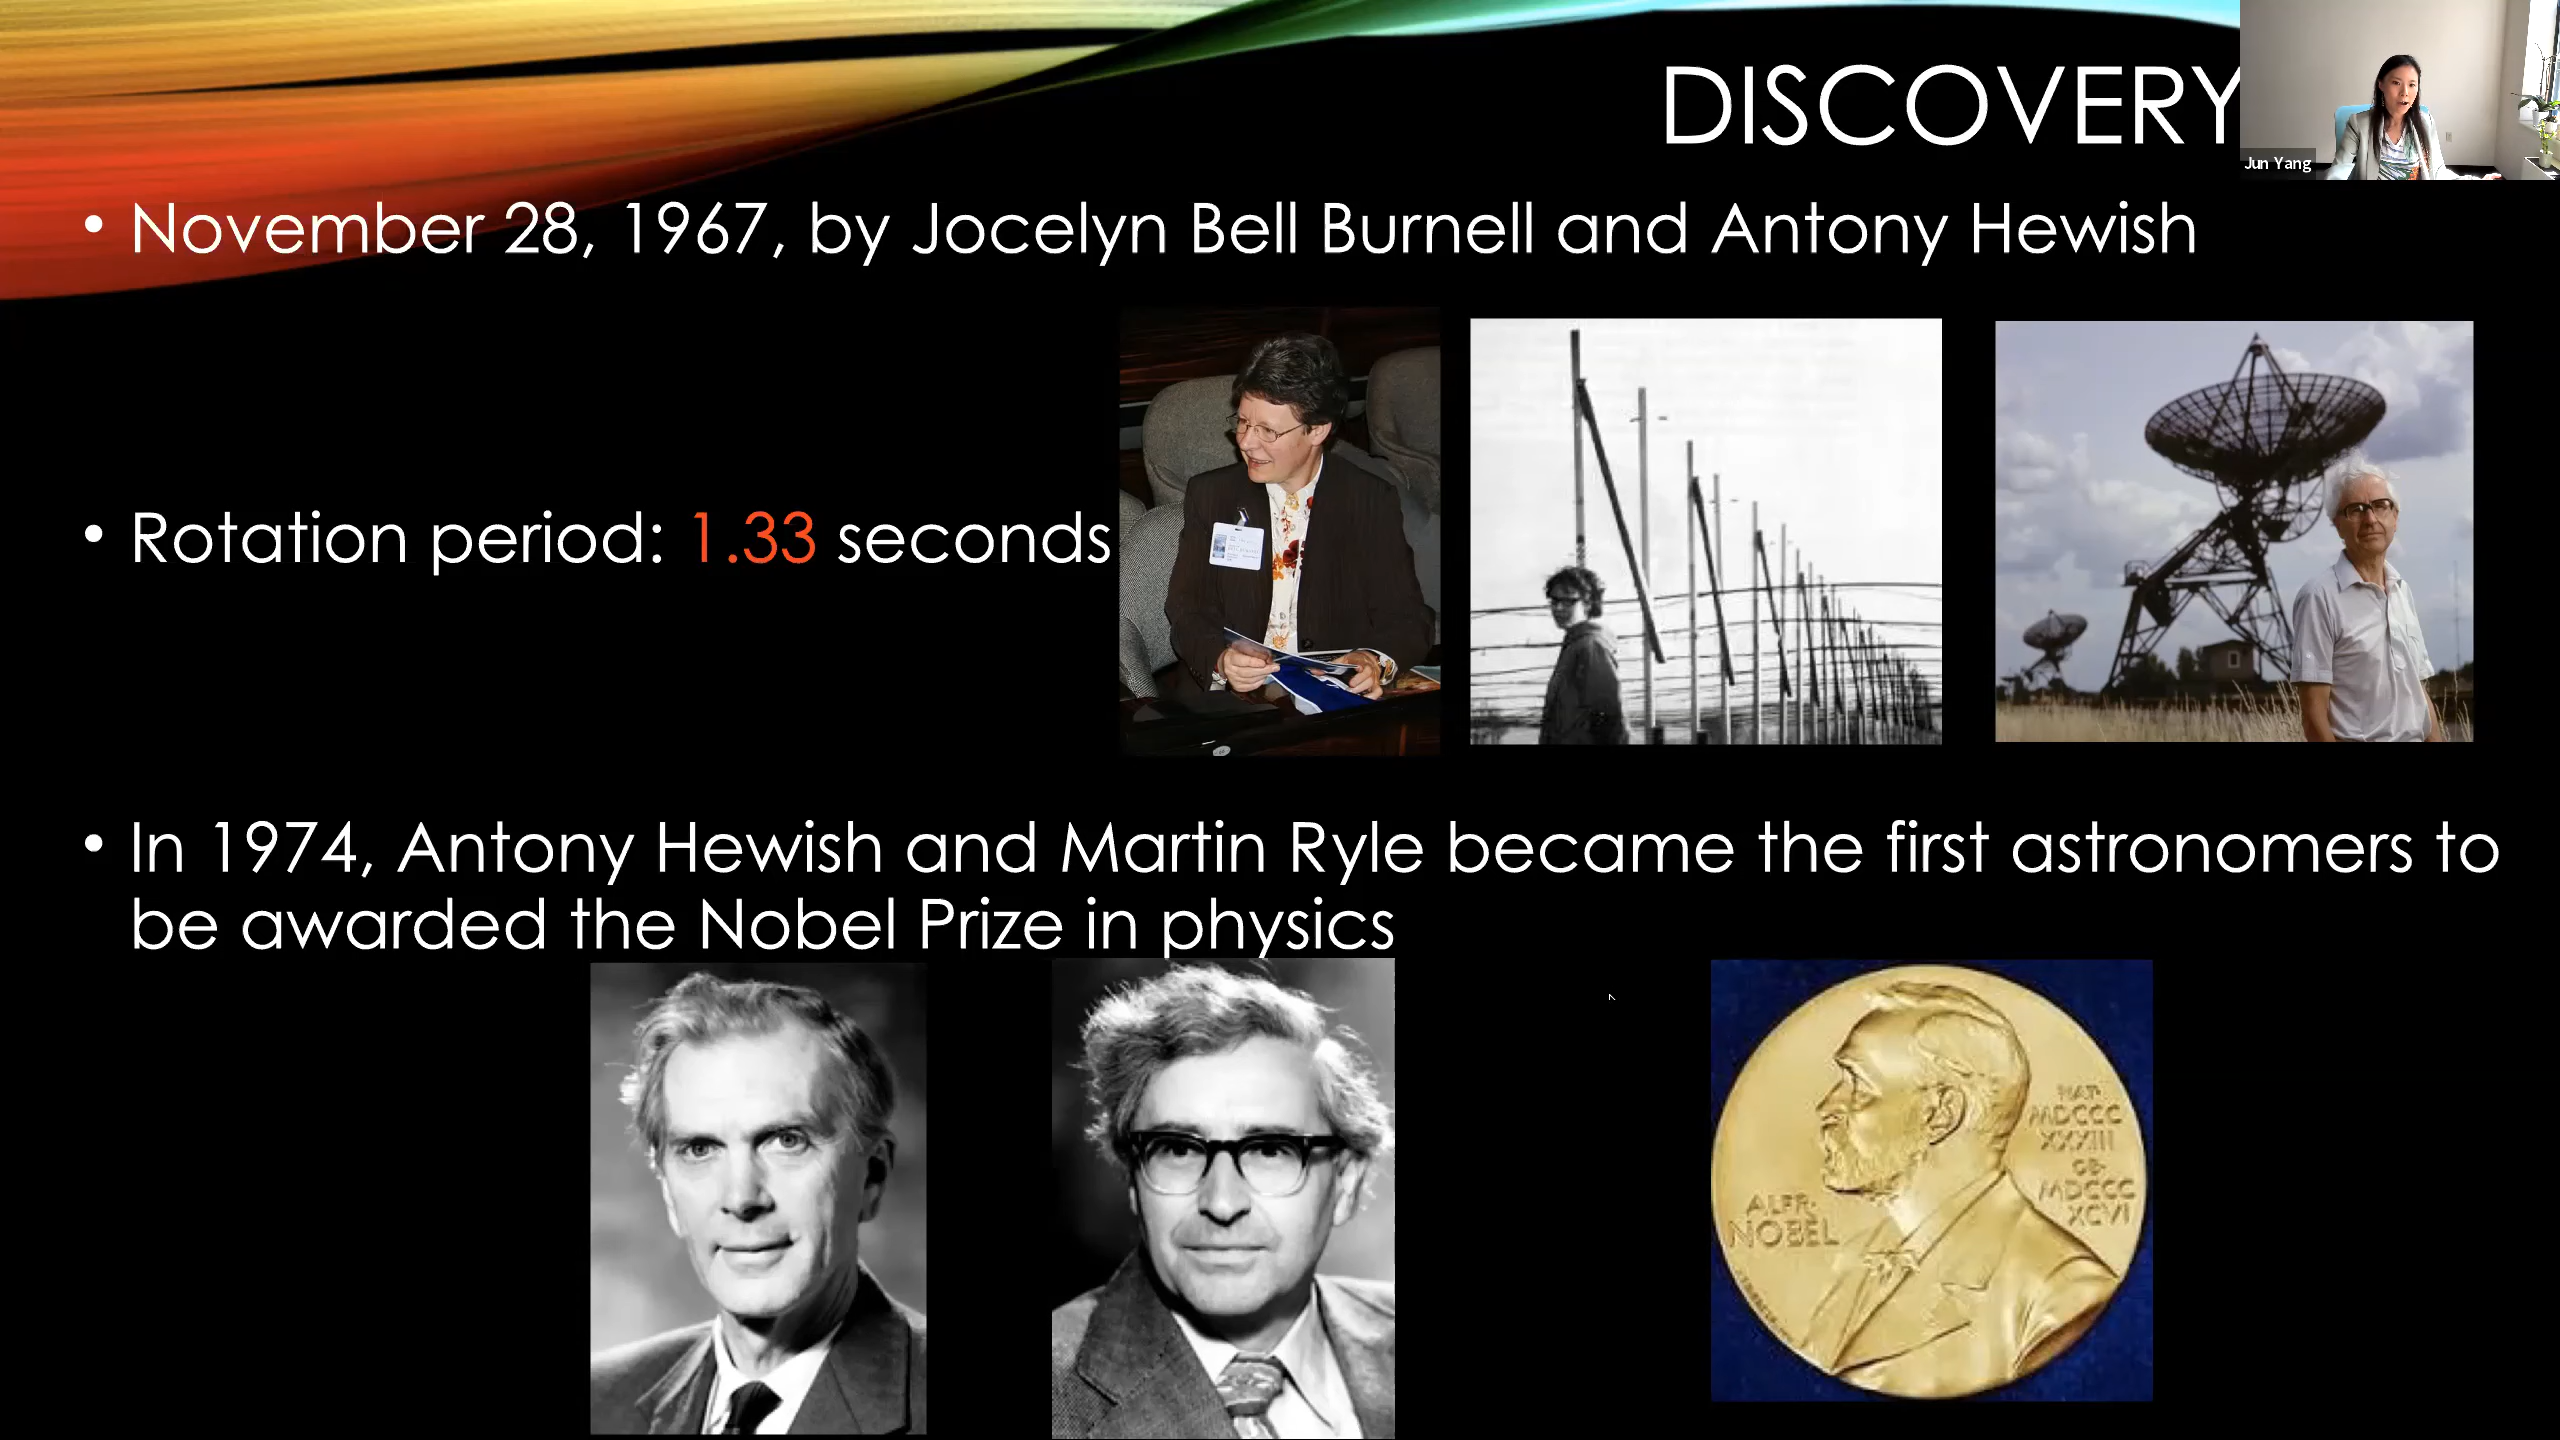 DISCOVERY
Jun Yang
• November 28, 1967, by Jocelyn Bell Burnell and Antony Hewish
• Rotation period: 1.33 seconds
• In 1974, Antony Hewish and Martin Ryle became the first astronomers to
be awarded the Nobel Prize in physics
ALFR·
NOBEL
NAT·
MDCCC
XXXIII
OB·
MDCCC
XCVI